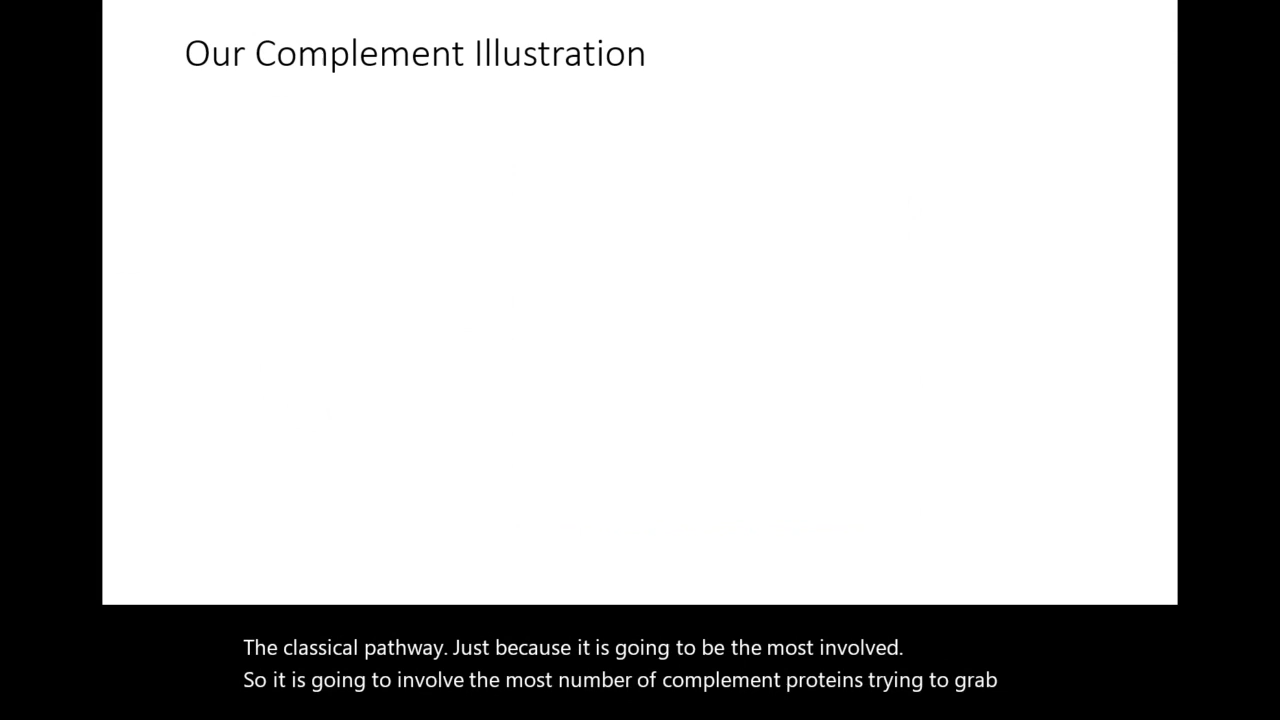 Our Complement Illustration
The classical pathway. Just because it is going to be the most involved.
So it is going to involve the most number of complement proteins trying to grab